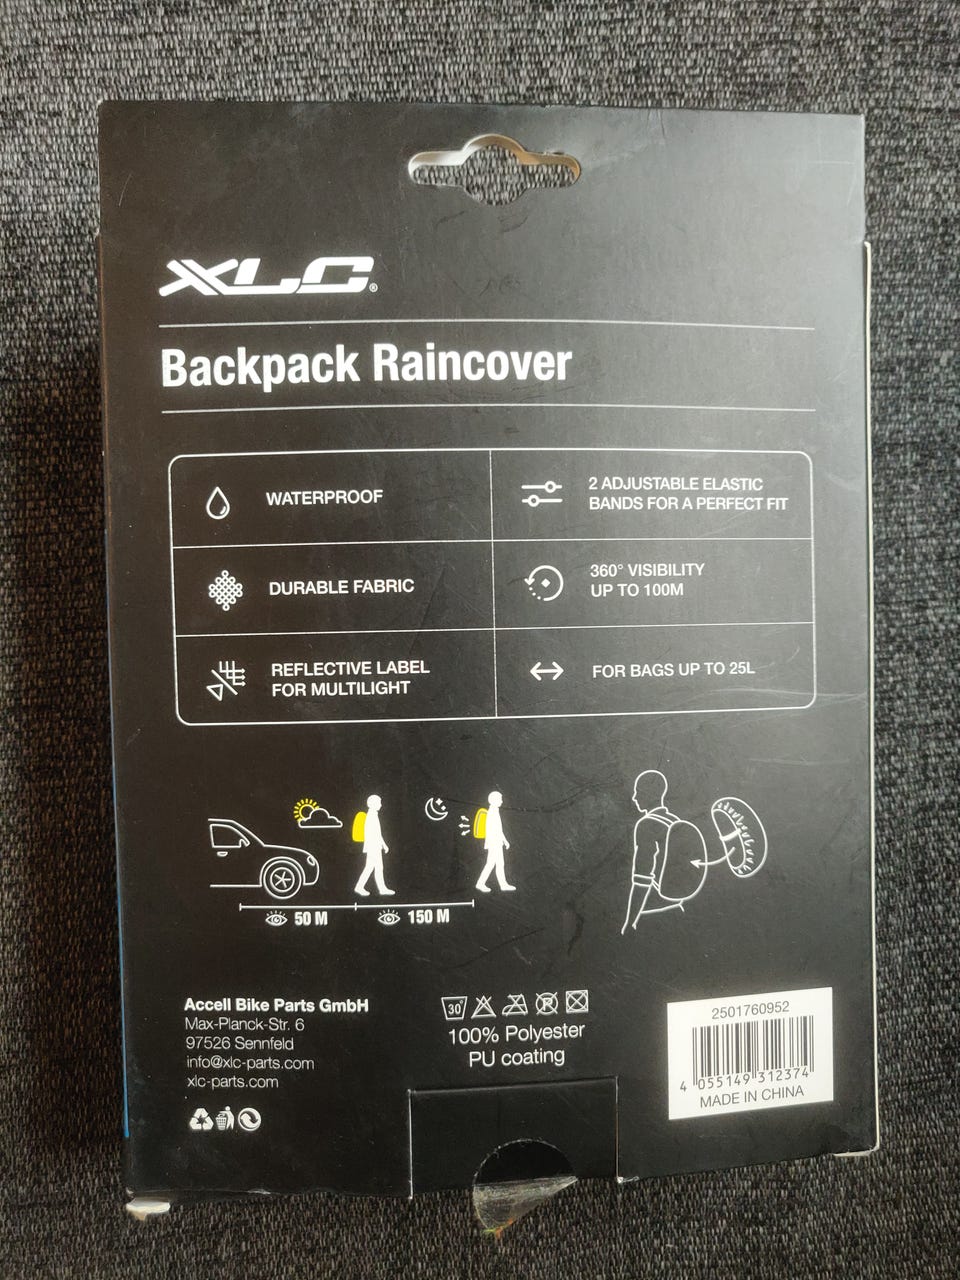 XLC®
Backpack Raincover
WATERPROOF
2 ADJUSTABLE ELASTIC
BANDS FOR A PERFECT FIT
DURABLE FABRIC
360° VISIBILITY
UP TO 100M
REFLECTIVE LABEL
FOR MULTILIGHT
FOR BAGS UP TO 25L
50 M
150 M
Accell Bike Parts GmbH
Max-Planck-Str. 6
97526 Sennfeld
info@xlc-parts.com
xlc-parts.com
30°
P
100% Polyester
PU coating
2501760952
4 055149 312374
MADE IN CHINA